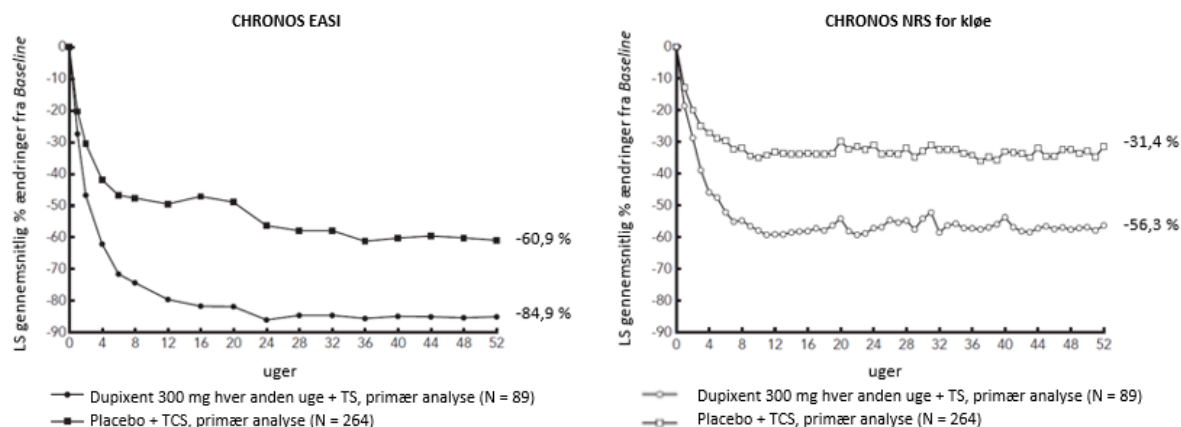 CHRONOS EASI
LS gennemsnitlig % ændringer fra Baseline
0
-10
-20
-30
-40
-50
-60
-70
-80
-90
-60,9 %
-84,9 %
0 4 8 12 16 20 24 28 32 36 40 44 48 52
uger
Dupixent 300 mg hver anden uge + TS, primær analyse (N = 89)
Placebo + TCS, primær analyse (N = 264)
CHRONOS NRS for kløe
LS gennemsnitlig % ændringer fra Baseline
0
-10
-20
-30
-40
-50
-60
-70
-80
-90
-31,4 %
-56,3 %
0 4 8 12 16 20 24 28 32 36 40 44 48 52
uger
Dupixent 300 mg hver anden uge + TS, primær analyse (N = 89)
Placebo + TCS, primær analyse (N = 264)